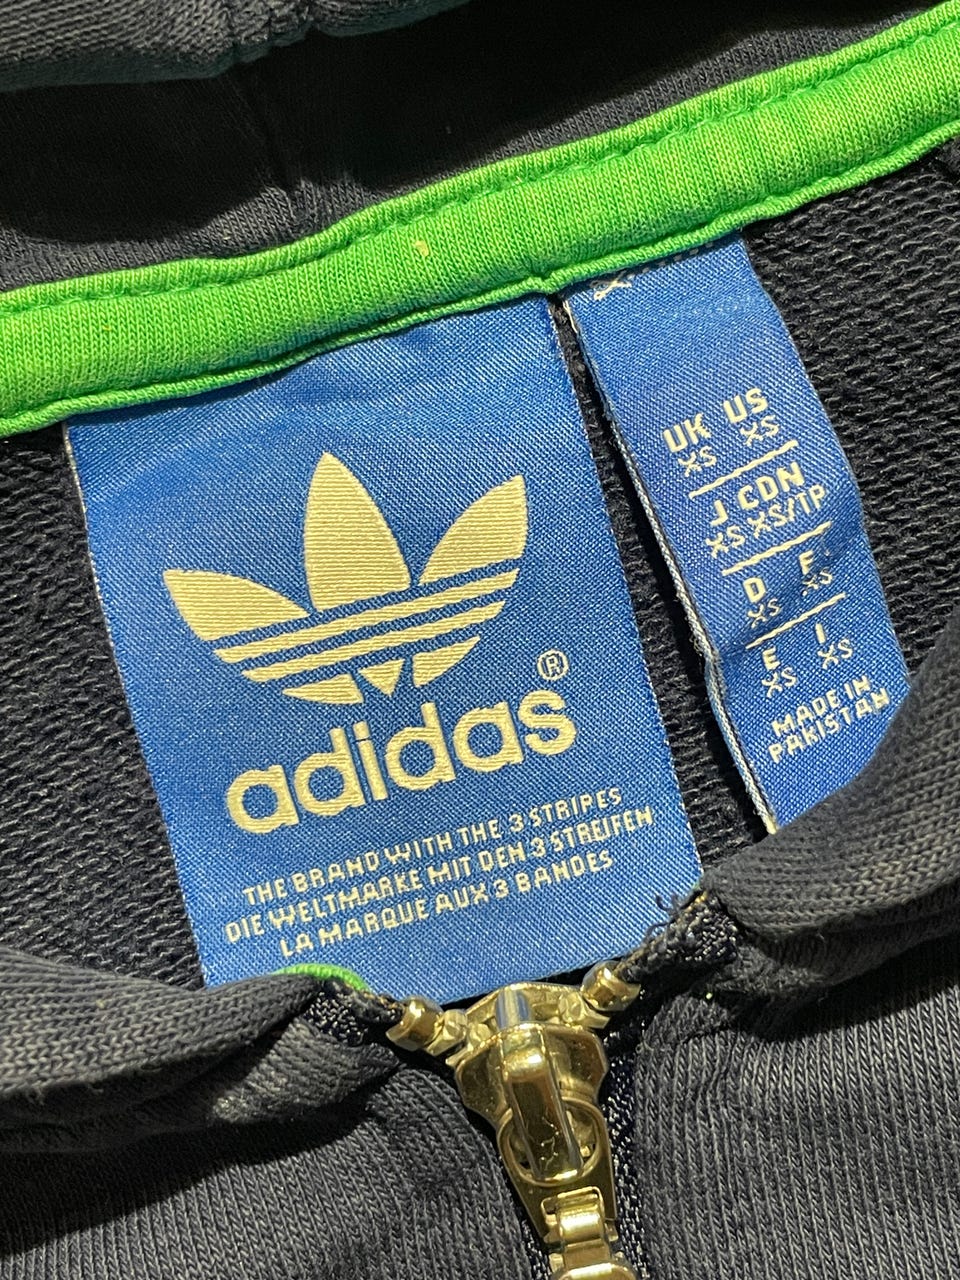 adidas®
THE BRAND WITH THE 3 STRIPES
DIE WELTMARKE MIT DEN 3 STREIFEN
LA MARQUE AUX 3 BANDES
UK US
XS XS
J CDN
XS XS/TP
D F
XS XS
E I
XS XS
MADE IN
PAKISTAN